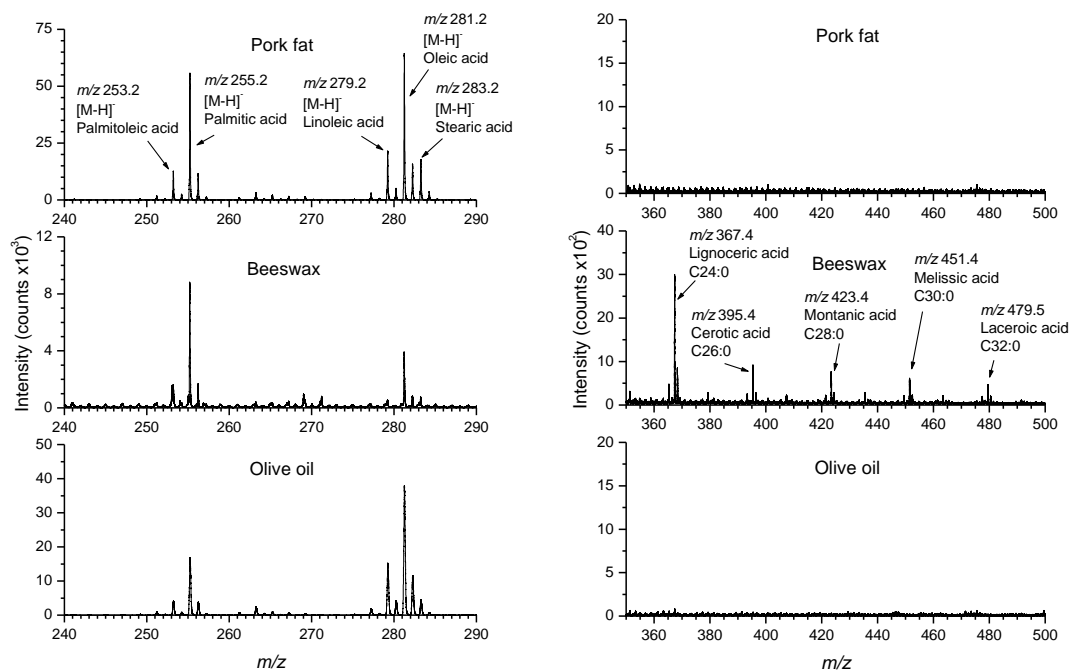 Intensity (counts x10³)
75
50
25
0
Pork fat
m/z 253.2
[M-H]⁻
Palmitoleic acid
m/z 255.2
[M-H]⁻
Palmitic acid
m/z 279.2
[M-H]⁻
Linoleic acid
m/z 281.2
[M-H]⁻
Oleic acid
m/z 283.2
[M-H]⁻
Stearic acid
240 250 260 270 280 290
12
8
4
0
Beeswax
240 250 260 270 280 290
50
40
30
20
10
0
Olive oil
240 250 260 270 280 290
m/z
Intensity (counts x10²)
20
15
10
5
0
Pork fat
360 380 400 420 440 460 480 500
40
30
20
10
0
Beeswax
m/z 367.4
Lignoceric acid
C24:0
m/z 395.4
Cerotic acid
C26:0
m/z 423.4
Montanic acid
C28:0
m/z 451.4
Melissic acid
C30:0
m/z 479.5
Laceroic acid
C32:0
360 380 400 420 440 460 480 500
20
15
10
5
0
Olive oil
360 380 400 420 440 460 480 500
m/z